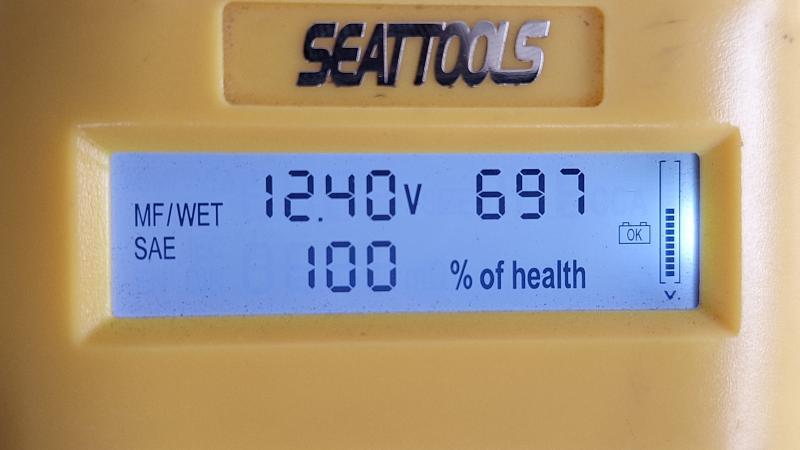 SEATTOOLS
MF/WET 12.40V 697
SAE
OK
100 % of health